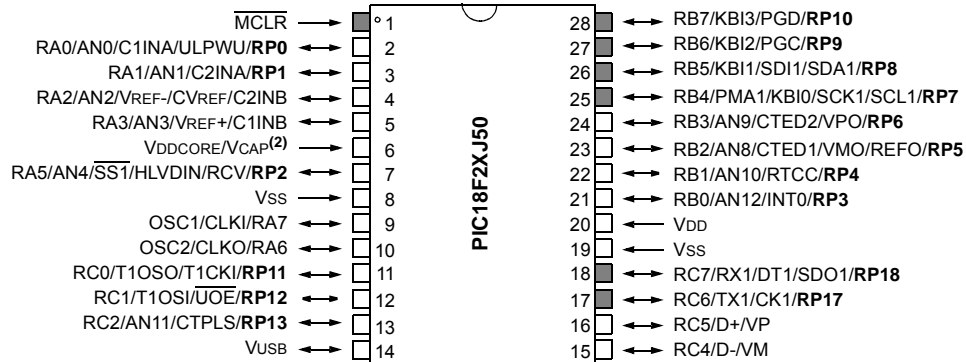 MCLR 1 28 RB7/KBI3/PGD/RP10
RA0/AN0/C1INA/ULPWU/RP0 2 27 RB6/KBI2/PGC/RP9
RA1/AN1/C2INA/RP1 3 26 RB5/KBI1/SDI1/SDA1/RP8
RA2/AN2/VREF-/CVREF/C2INB 4 25 RB4/PMA1/KBI0/SCK1/SCL1/RP7
RA3/AN3/VREF+/C1INB 5 24 RB3/AN9/CTED2/VPO/RP6
VDDCORE/VCAP(2) 6 23 RB2/AN8/CTED1/VMO/REFO/RP5
RA5/AN4/SS1/HLVDIN/RCV/RP2 7 22 RB1/AN10/RTCC/RP4
VSS 8 21 RB0/AN12/INT0/RP3
OSC1/CLKI/RA7 9 20 VDD
OSC2/CLKO/RA6 10 19 VSS
RC0/T1OSO/T1CKI/RP11 11 18 RC7/RX1/DT1/SDO1/RP18
RC1/T1OSI/UOE/RP12 12 17 RC6/TX1/CK1/RP17
RC2/AN11/CTPLS/RP13 13 16 RC5/D+/VP
VUSB 14 15 RC4/D-/VM
PIC18F2XJ50